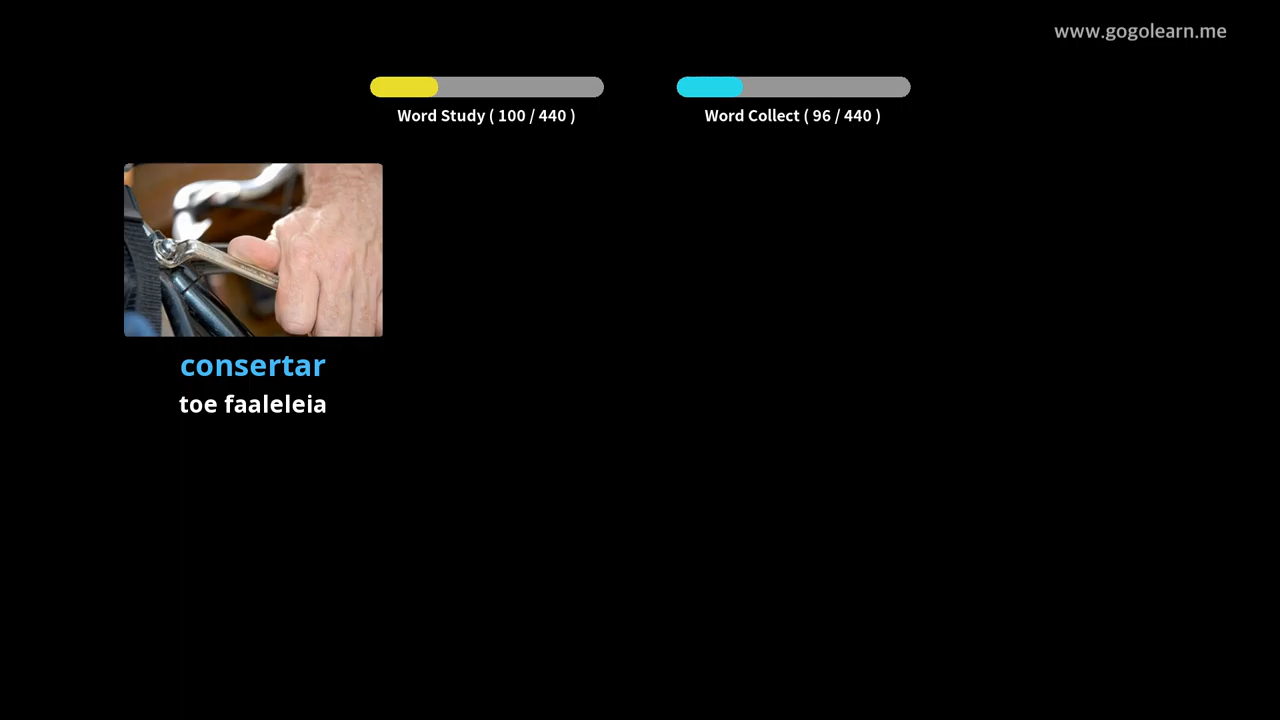 www.gogolearn.me
Word Study ( 100 / 440 )
Word Collect ( 96 / 440 )
consertar
toe faaleleia